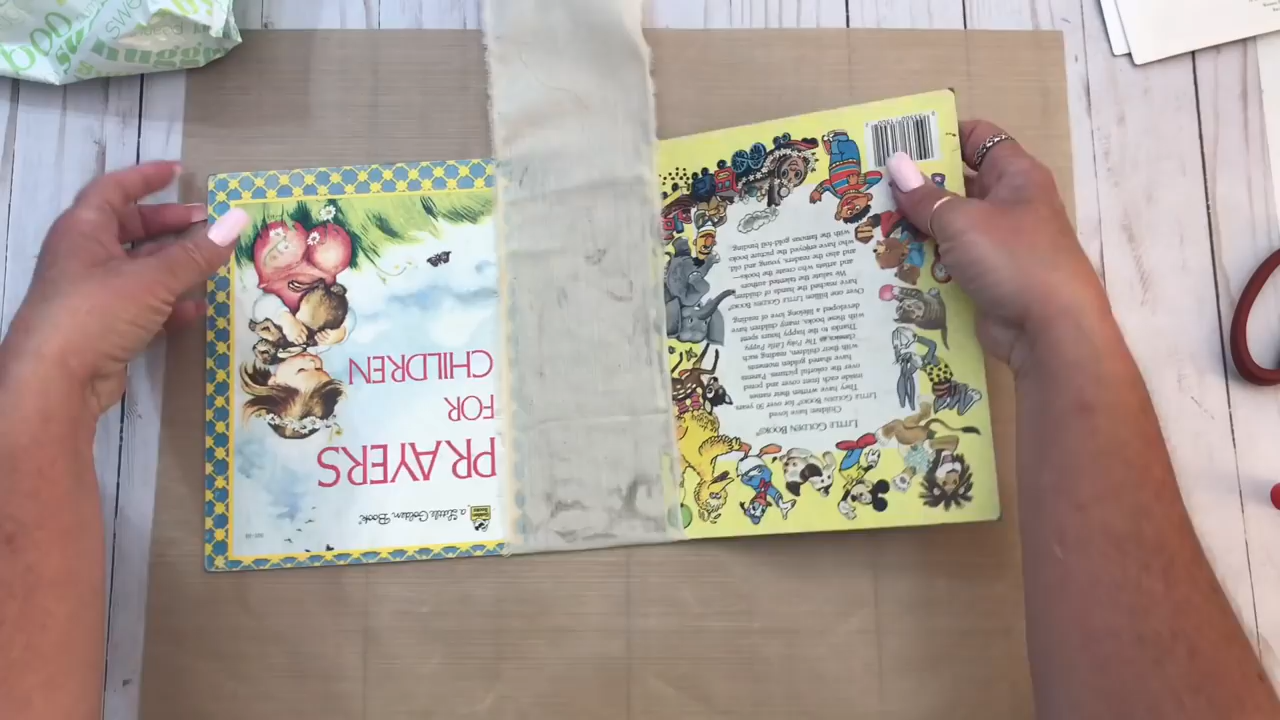 a Little Golden Book®
PRAYERS
FOR
CHILDREN
LITTLE GOLDEN BOOKS®
Children have loved
LITTLE GOLDEN BOOKS® for over 50 years.
They have written their names
inside each front cover and pored
over the colorful pictures. Parents
have shared golden moments
with their children, reading such
classics as The Poky Little Puppy.
Thanks to the happy hours spent
with these books, many children have
developed a lifelong love of reading.
Over one billion LITTLE GOLDEN BOOKS®
have reached the hands of children.
We salute the talented authors
and artists who create the books—
and also the readers, young and old,
who have enjoyed the picture books
with the famous gold-foil binding.